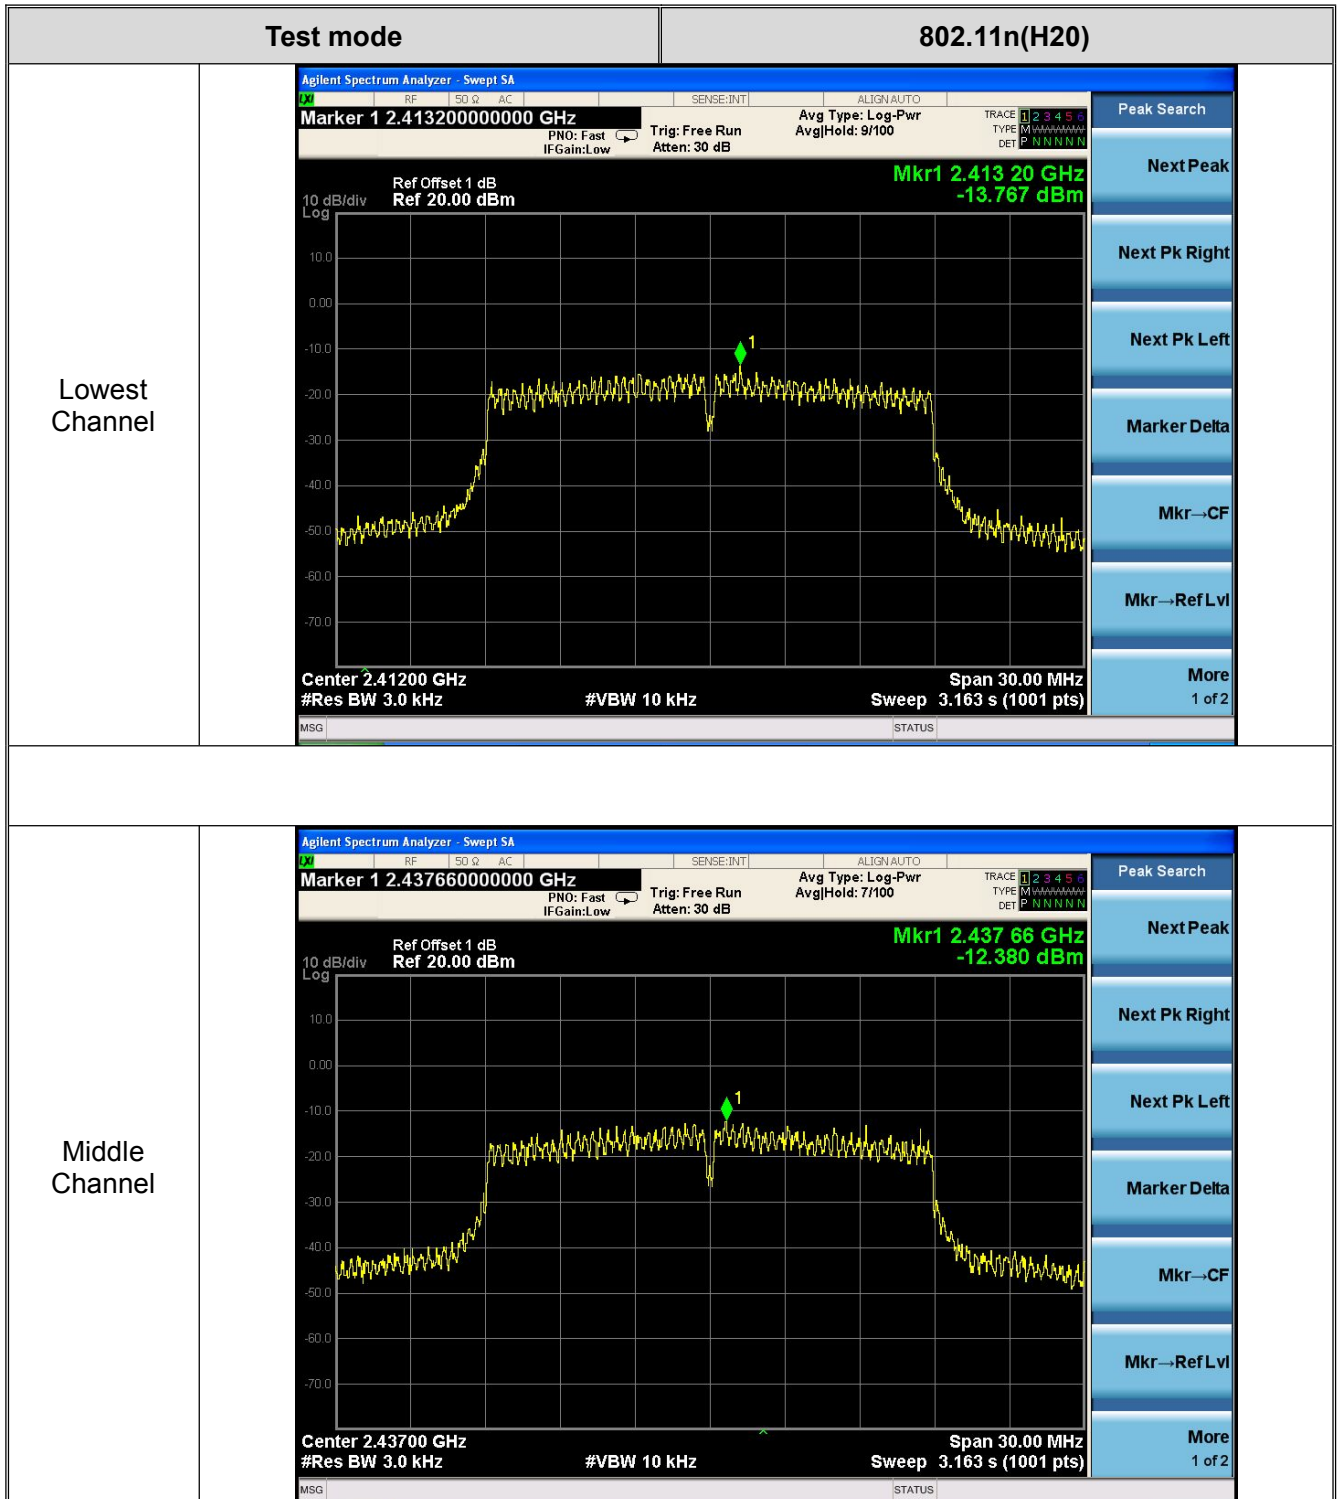 Test mode 802.11n(H20)
Lowest
Channel
Agilent Spectrum Analyzer - Swept SA
LXI RF 50 Ω AC SENSE:INT ALIGN AUTO
Marker 1 2.413200000000 GHz
PNO: Fast
IFGain:Low
Trig: Free Run
Atten: 30 dB
Avg Type: Log-Pwr
Avg|Hold: 9/100
TRACE 1 2 3 4 5 6
TYPE M
DET P N N N N N
Mkr1 2.413 20 GHz
-13.767 dBm
Ref Offset 1 dB
10 dB/div Ref 20.00 dBm
Log
10.0
0.00
-10.0
-20.0
-30.0
-40.0
-50.0
-60.0
-70.0
1
Center 2.41200 GHz Span 30.00 MHz
#Res BW 3.0 kHz #VBW 10 kHz Sweep 3.163 s (1001 pts)
MSG STATUS
Peak Search
Next Peak
Next Pk Right
Next Pk Left
Marker Delta
Mkr→CF
Mkr→Ref Lvl
More
1 of 2
Middle
Channel
Agilent Spectrum Analyzer - Swept SA
LXI RF 50 Ω AC SENSE:INT ALIGN AUTO
Marker 1 2.437660000000 GHz
PNO: Fast
IFGain:Low
Trig: Free Run
Atten: 30 dB
Avg Type: Log-Pwr
Avg|Hold: 7/100
TRACE 1 2 3 4 5 6
TYPE M
DET P N N N N N
Mkr1 2.437 66 GHz
-12.380 dBm
Ref Offset 1 dB
10 dB/div Ref 20.00 dBm
Log
10.0
0.00
-10.0
-20.0
-30.0
-40.0
-50.0
-60.0
-70.0
1
Center 2.43700 GHz Span 30.00 MHz
#Res BW 3.0 kHz #VBW 10 kHz Sweep 3.163 s (1001 pts)
MSG STATUS
Peak Search
Next Peak
Next Pk Right
Next Pk Left
Marker Delta
Mkr→CF
Mkr→Ref Lvl
More
1 of 2